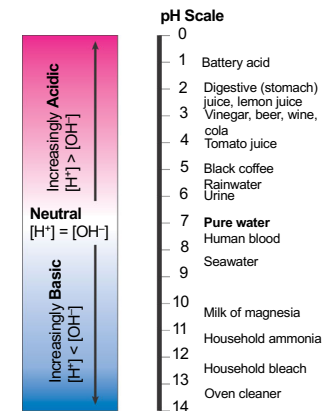 pH Scale
0
1
Battery acid
2
Digestive (stomach)
juice, lemon juice
3
Vinegar, beer, wine,
cola
4
Tomato juice
5
Black coffee
Rainwater
6
Urine
7
Pure water
Human blood
8
Seawater
9
10
Milk of magnesia
11
Household ammonia
12
Household bleach
13
Oven cleaner
14
Increasingly Acidic
[H⁺] > [OH⁻]
Neutral
[H⁺] = [OH⁻]
Increasingly Basic
[H⁺] < [OH⁻]